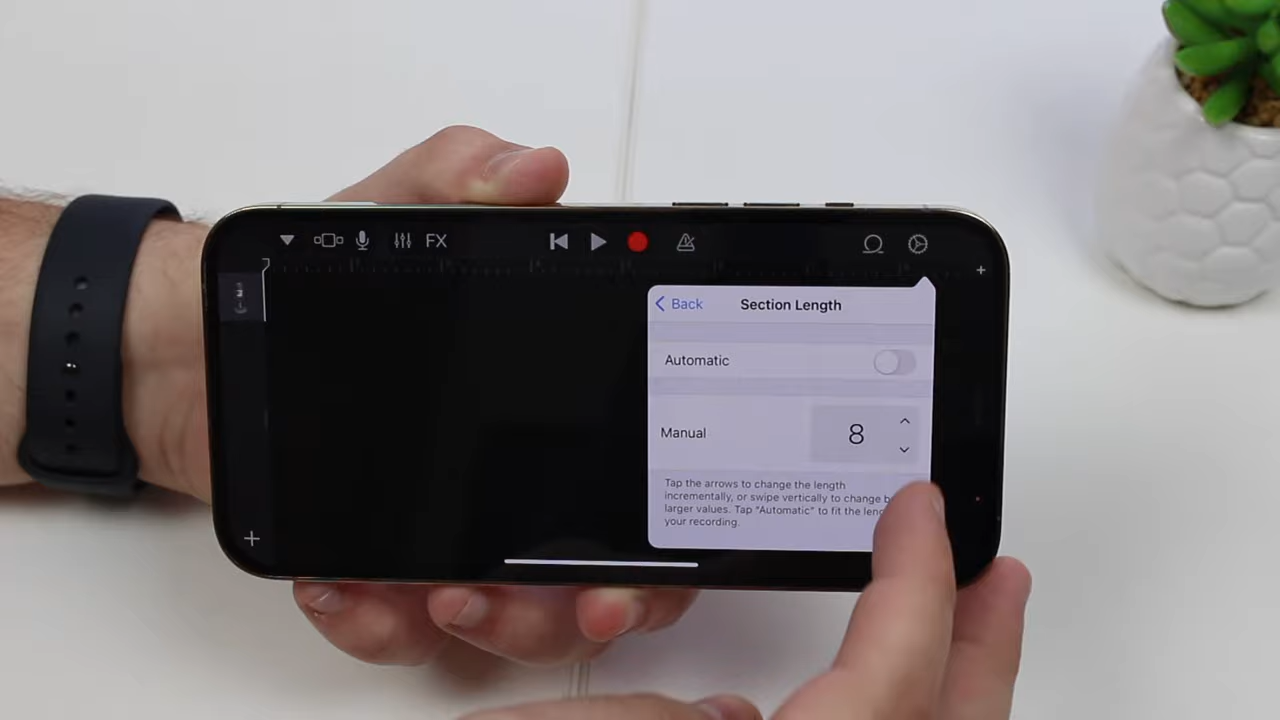 FX
Back
Section Length
Automatic
Manual
8
Tap the arrows to change the length
incrementally, or swipe vertically to change
larger values. Tap "Automatic" to fit the
your recording.